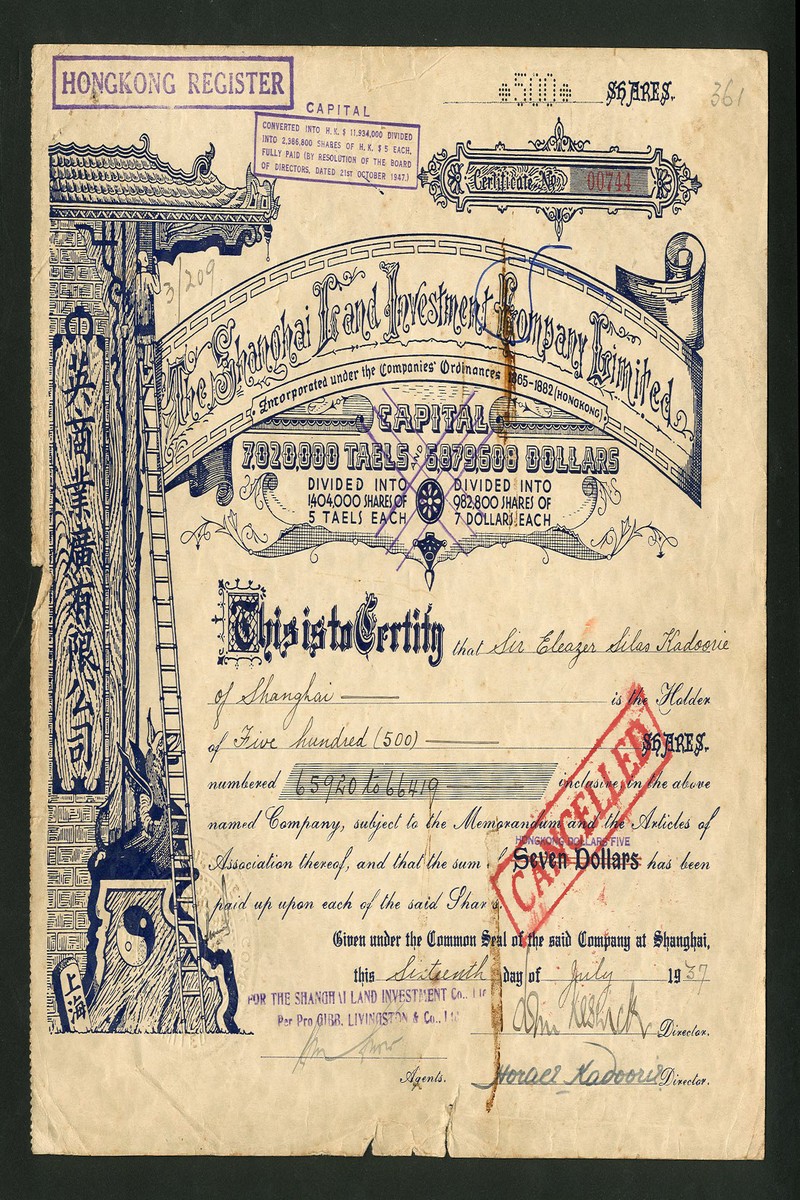 HONGKONG REGISTER
*500* SHARES.
361
CAPITAL
CONVERTED INTO H.K. $ 11,934,000 DIVIDED
INTO 2,386,800 SHARES OF H.K. $ 5 EACH,
FULLY PAID (BY RESOLUTION OF THE BOARD
OF DIRECTORS, DATED 21ST OCTOBER 1947.)
Certificate No. 00744
3/209
The Shanghai Land Investment Company Limited
Incorporated under the Companies' Ordinances 1865-1882 (HONGKONG)
CAPITAL
7020,000 TAELS AND 6879600 DOLLARS
DIVIDED INTO DIVIDED INTO
1404,000 SHARES OF 982,800 SHARES OF
5 TAELS EACH 7 DOLLARS EACH
英商業廣有限公司
上海
This is to Certify that Sir Eleazer Silas Kadoorie
of Shanghai is the Holder
of Five hundred (500) SHARES.
numbered 65920 to 66419 inclusive, in the above
named Company, subject to the Memorandum and the Articles of
HONGKONG DOLLARS FIVE
Association thereof, and that the sum of Seven Dollars has been
paid up upon each of the said Shares.
CANCELLED
Given under the Common Seal of the said Company at Shanghai,
this Sixteenth day of July 1937
FOR THE SHANGHAI LAND INVESTMENT Co., Ltd
Per Pro GIBB, LIVINGSTON & Co., Ltd
John Keswick Director.
Agents.
Horace Kadoorie Director.